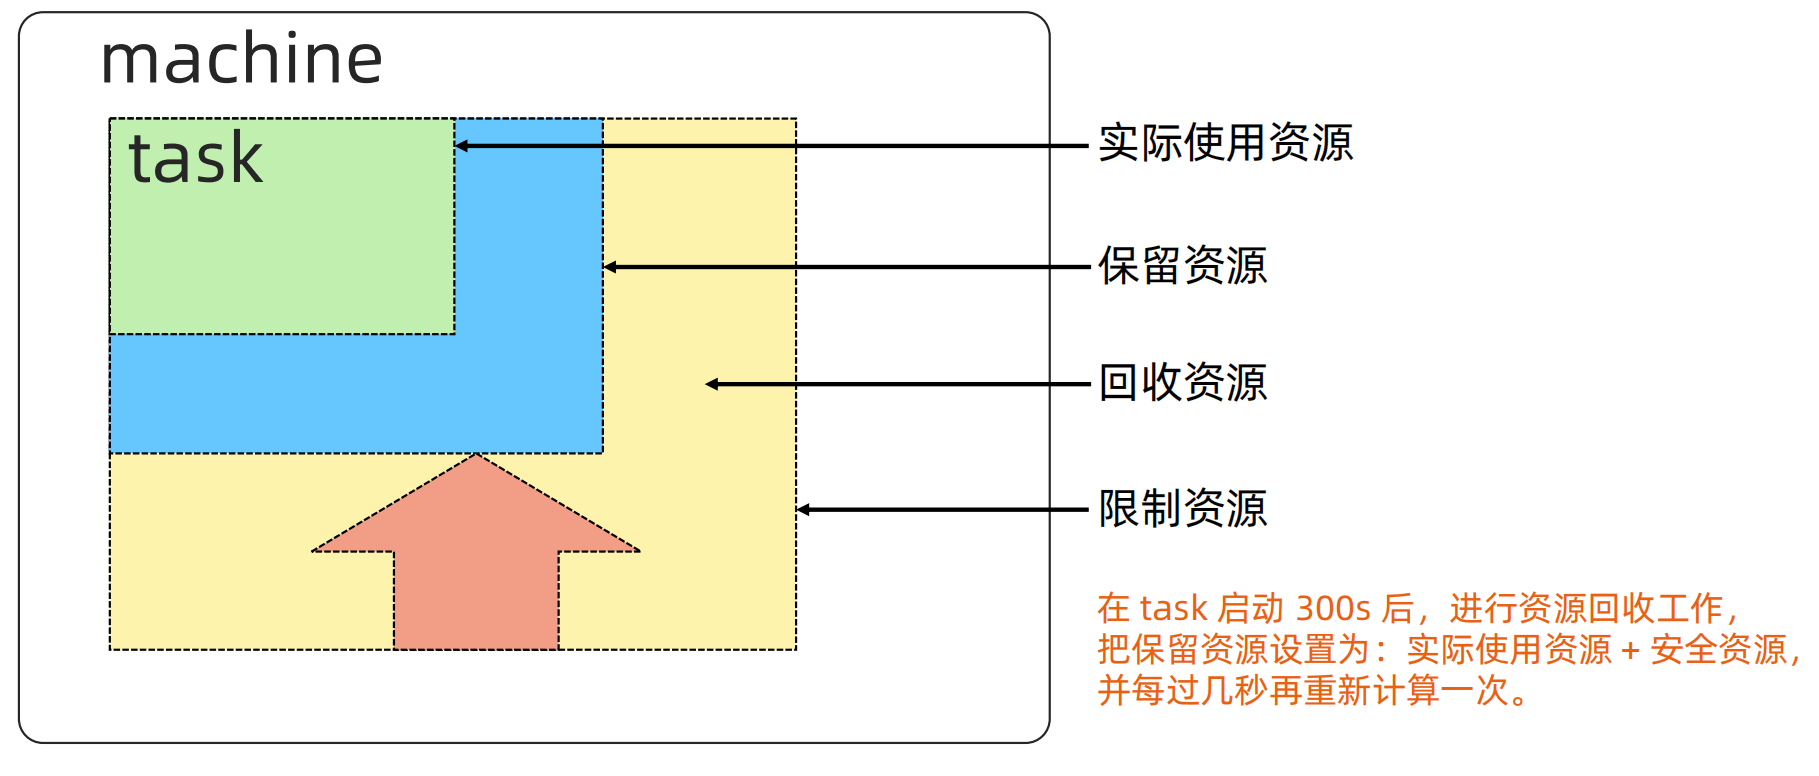 machine
task
实际使用资源
保留资源
回收资源
限制资源
在 task 启动 300s 后，进行资源回收工作，
把保留资源设置为：实际使用资源 + 安全资源，
并每过几秒再重新计算一次。